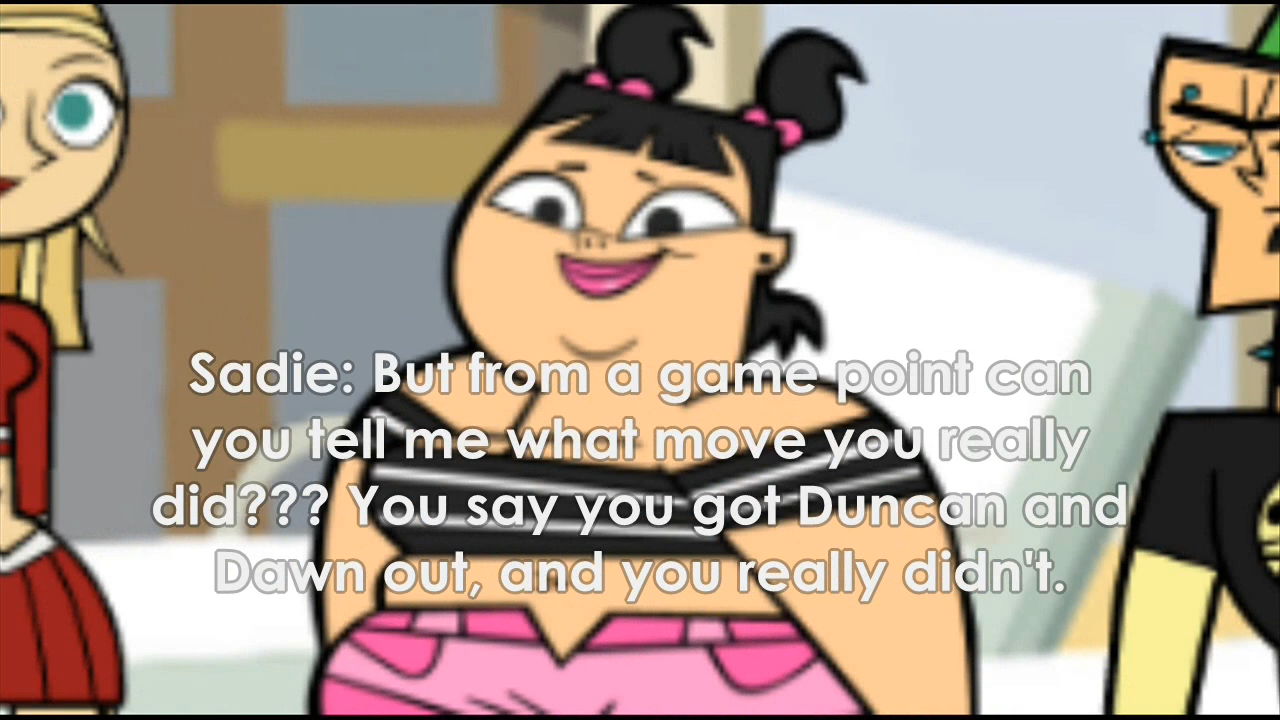 Sadie: But from a game point can
you tell me what move you really
did??? You say you got Duncan and
Dawn out, and you really didn't.